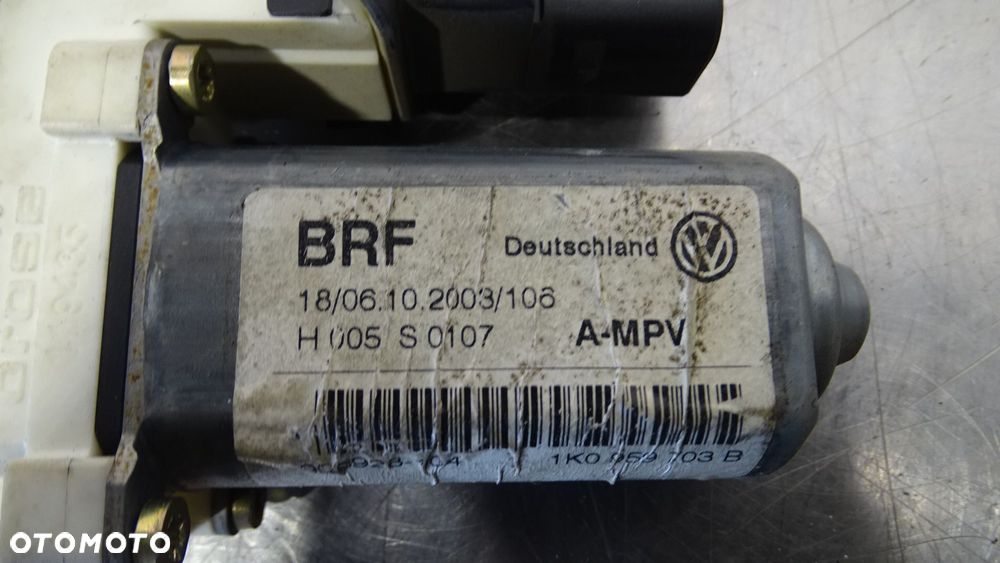 BRF Deutschland
18/06.10.2003/106
H 005 S 0107 A-MPV
1K0 959 703 B
OTOMOTO